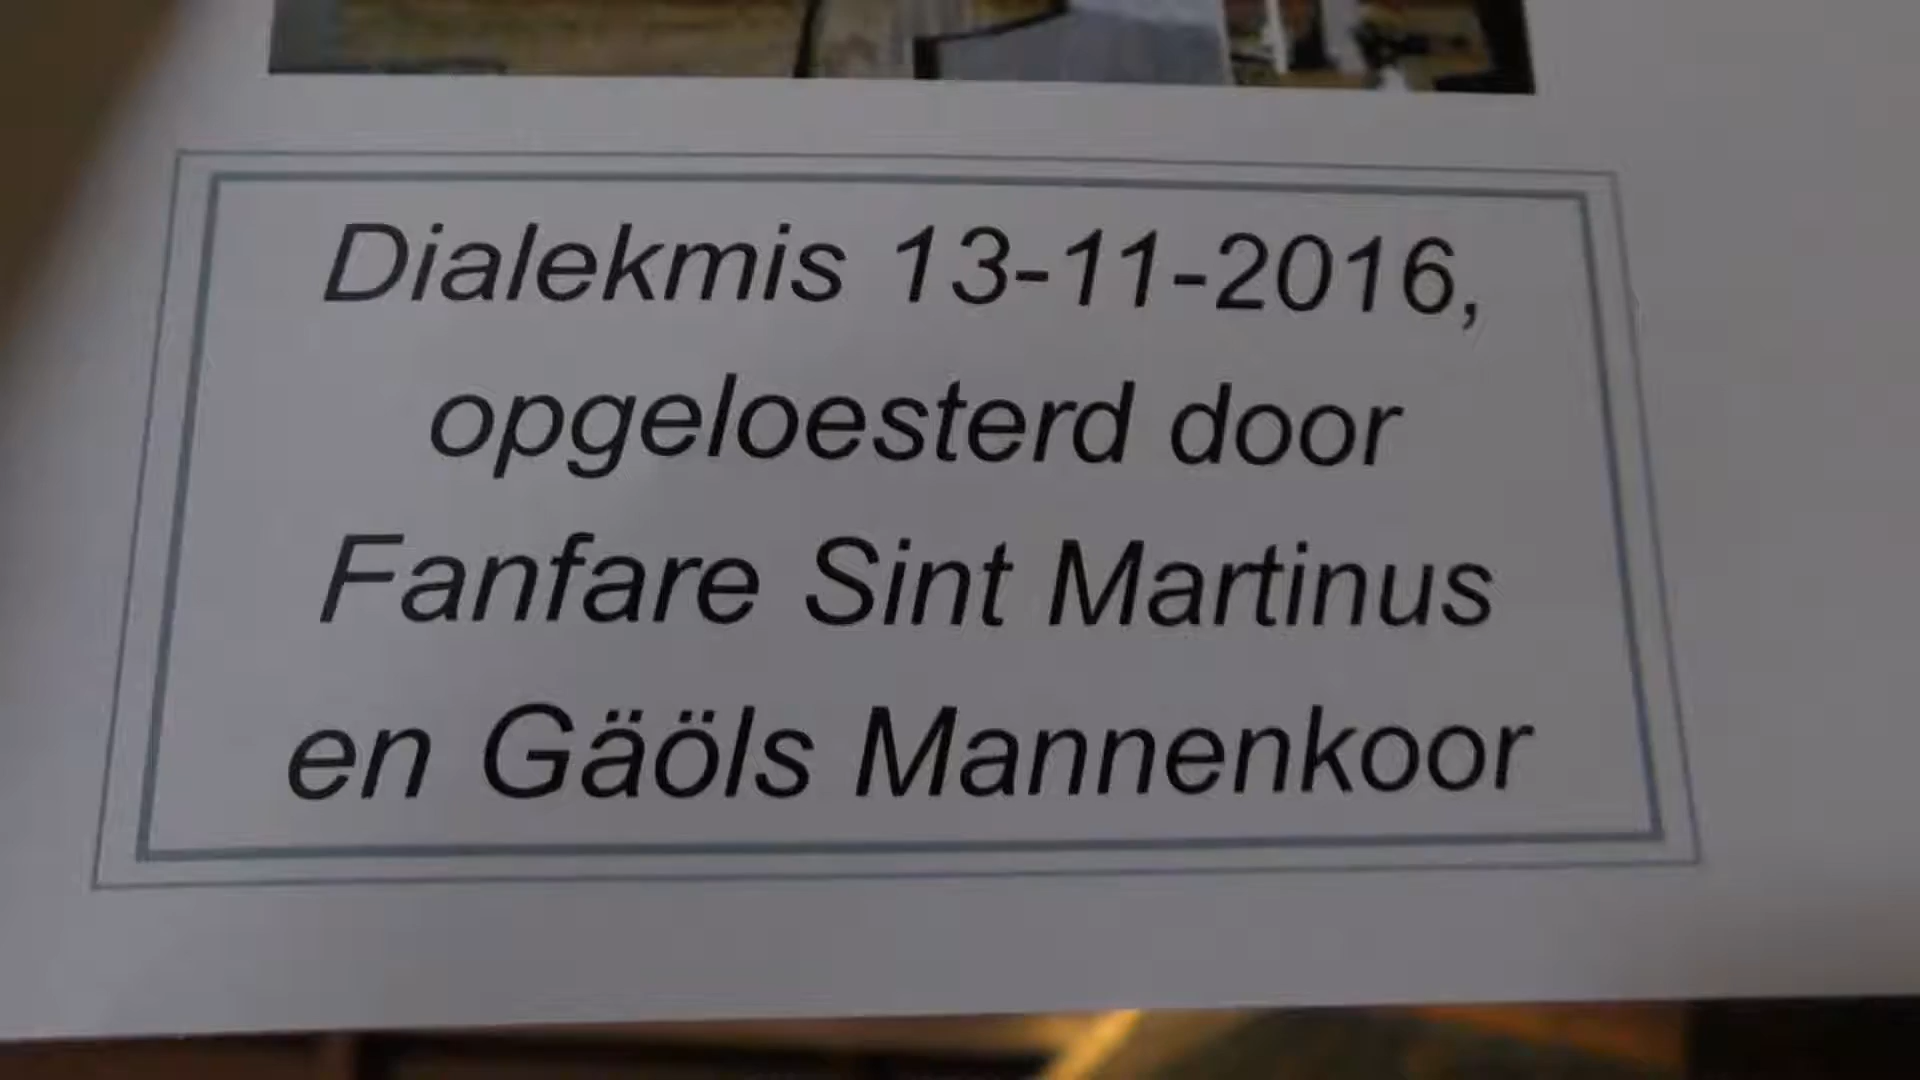 Dialekmis 13-11-2016,
opgeloesterd door
Fanfare Sint Martinus
en Gäöls Mannenkoor